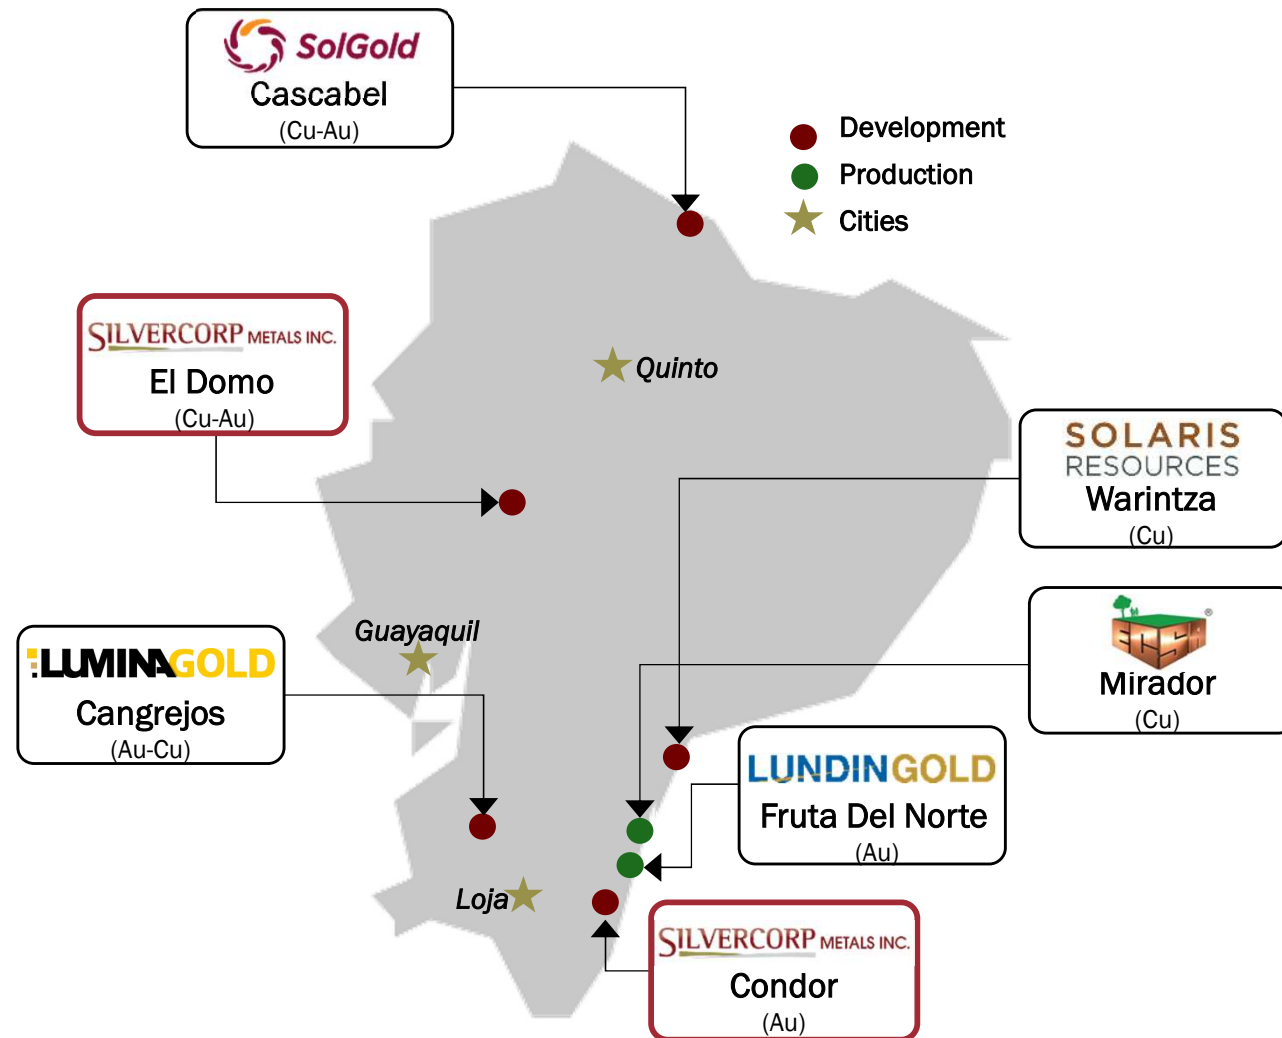 SolGold
Cascabel
(Cu-Au)
Development
Production
Cities
SILVERCORP METALS INC.
El Domo
(Cu-Au)
Quinto
SOLARIS
RESOURCES
Warintza
(Cu)
Guayaquil
LUMINAGOLD
Cangrejos
(Au-Cu)
ECSA
®
Mirador
(Cu)
LUNDINGOLD
Fruta Del Norte
(Au)
Loja
SILVERCORP METALS INC.
Condor
(Au)